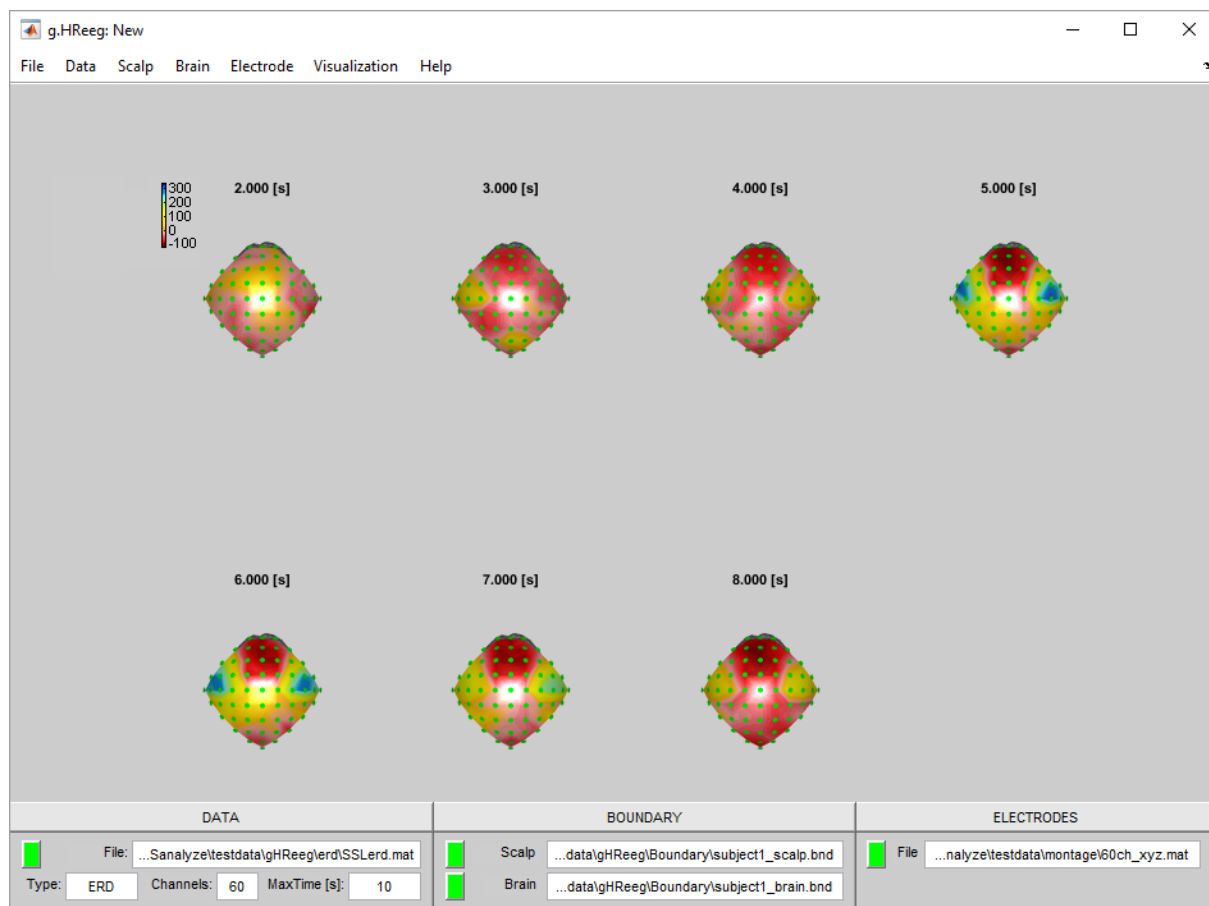 g.HReeg: New
File Data Scalp Brain Electrode Visualization Help
300
200
100
0
-100
2.000 [s] 3.000 [s] 4.000 [s] 5.000 [s]
6.000 [s] 7.000 [s] 8.000 [s]
DATA BOUNDARY ELECTRODES
File: ...Sanalyze\testdata\gHReeg\erd\SSLerd.mat Scalp ...data\gHReeg\Boundary\subject1_scalp.bnd File ...nalyze\testdata\montage\60ch_xyz.mat
Type: ERD Channels: 60 MaxTime [s]: 10 Brain ...data\gHReeg\Boundary\subject1_brain.bnd